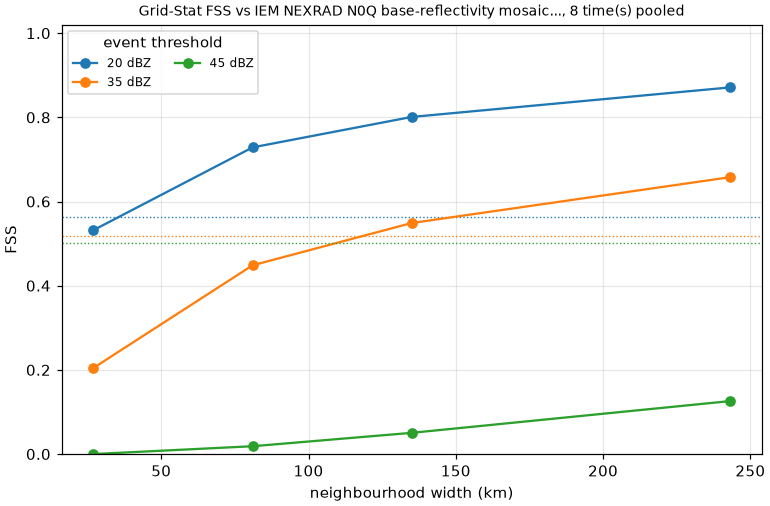 Grid-Stat FSS vs IEM NEXRAD N0Q base-reflectivity mosaic..., 8 time(s) pooled
event threshold
20 dBZ
45 dBZ
35 dBZ
1.0
0.8
0.6
0.4
0.2
0.0
FSS
50
100
150
200
250
neighbourhood width (km)